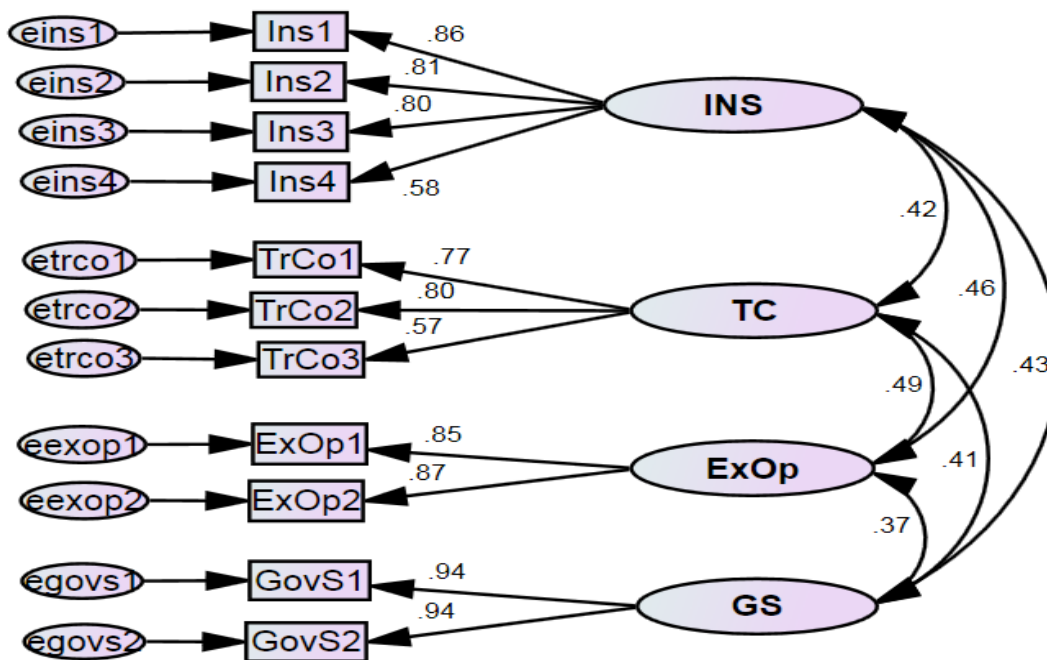 eins1 Ins1 .86
eins2 Ins2 .81
INS
eins3 Ins3 .80
eins4 Ins4 .58
.42
etrco1 TrCo1 .77
.46
etrco2 TrCo2 .80
TC
etrco3 TrCo3 .57
.43
.49
eexop1 ExOp1 .85
ExOp
.41
eexop2 ExOp2 .87
.37
egovs1 GovS1 .94
GS
egovs2 GovS2 .94